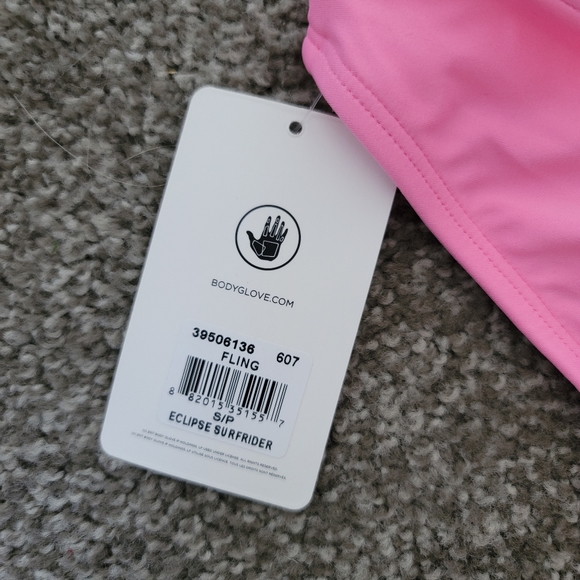 BODYGLOVE.COM
39506136 607
FLING
8 82015 35155 7
S/P
ECLIPSE SURFRIDER